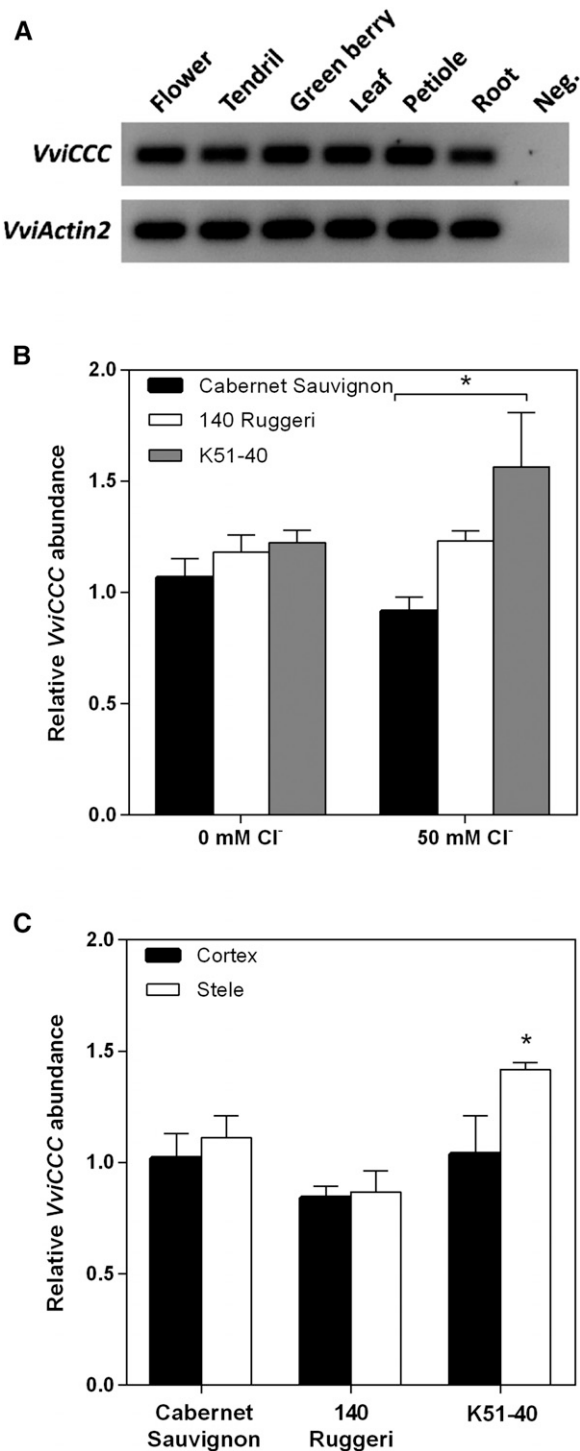 A
Flower Tendril Green berry Leaf Petiole Root Neg.
VviCCC
VviActin2
B
Relative VviCCC abundance
2.0
1.5
1.0
0.5
0.0
Cabernet Sauvignon
140 Ruggeri
K51-40
*
0 mM Cl⁻
50 mM Cl⁻
C
Relative VviCCC abundance
2.0
1.5
1.0
0.5
0.0
Cortex
Stele
*
Cabernet
Sauvignon
140
Ruggeri
K51-40